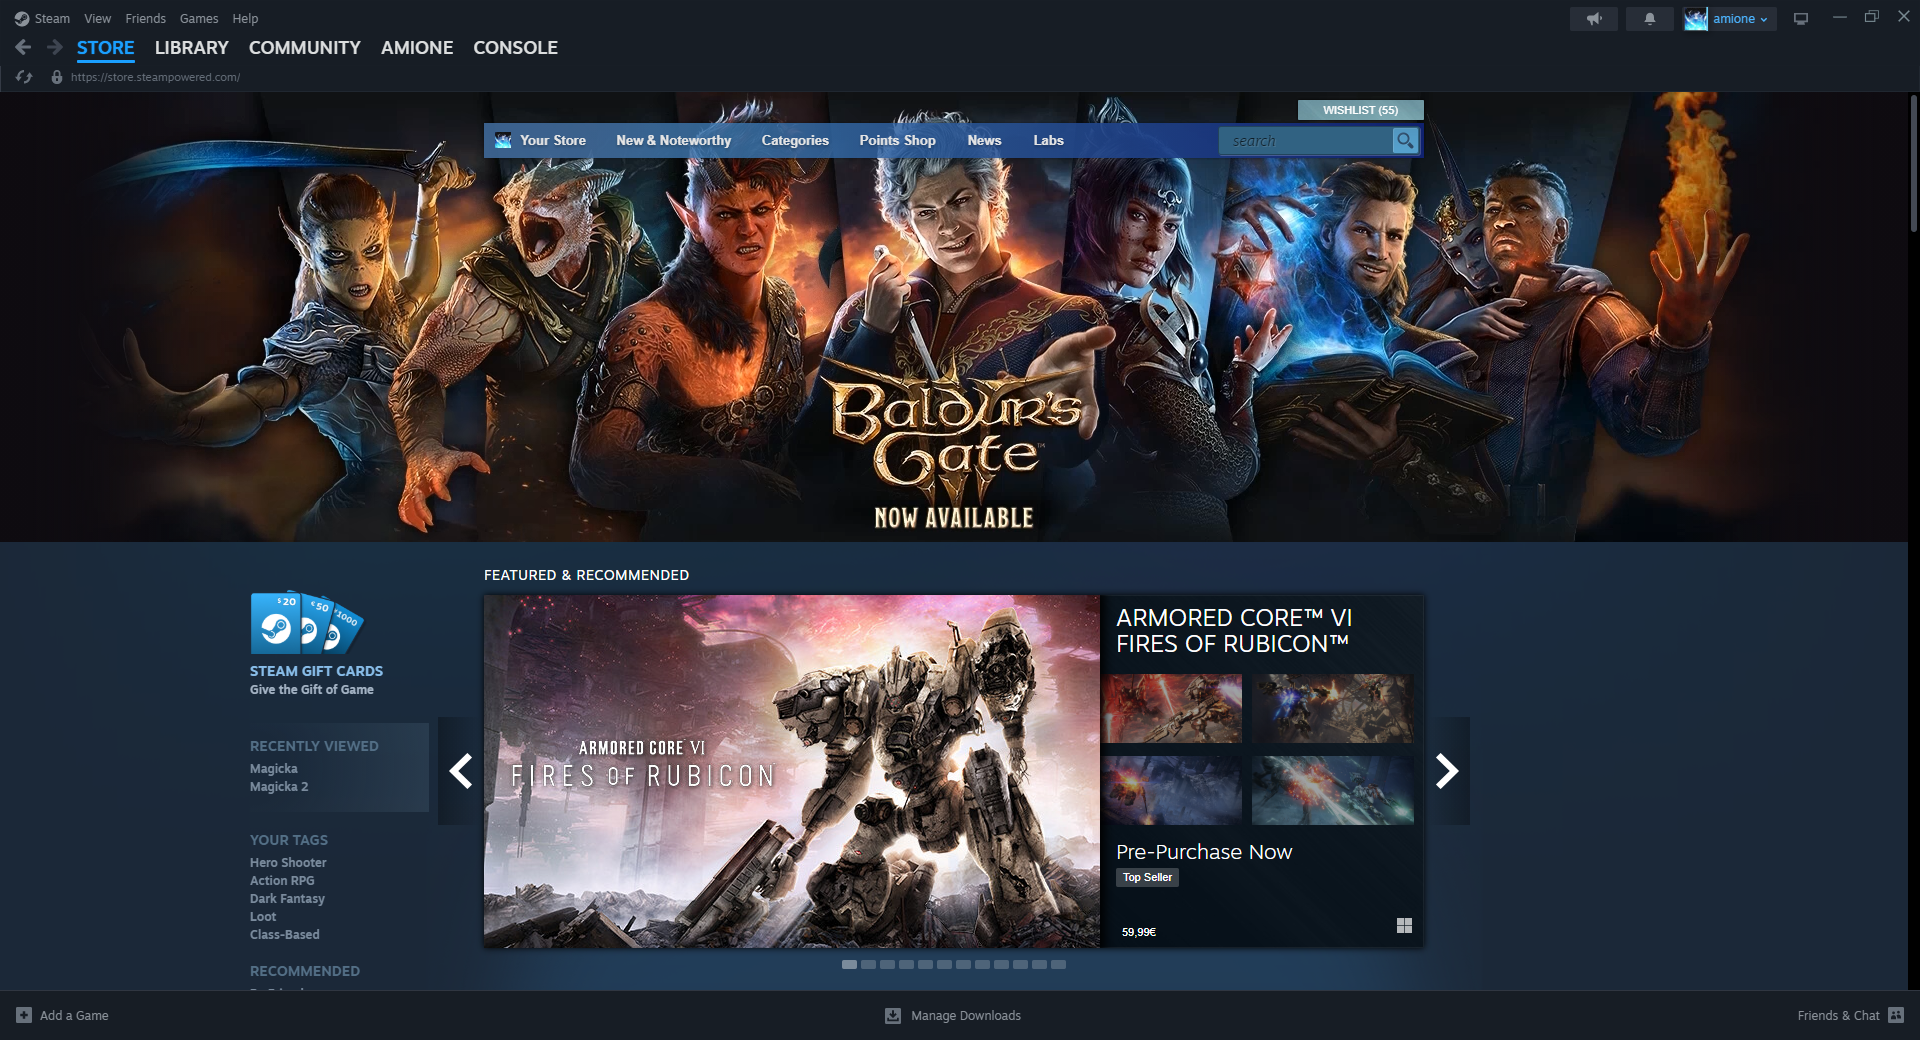 Steam View Friends Games Help
amione
STORE LIBRARY COMMUNITY AMIONE CONSOLE
https://store.steampowered.com/
WISHLIST (55)
Your Store New & Noteworthy Categories Points Shop News Labs
search
BALDUR'S
GATE™
III
NOW AVAILABLE
FEATURED & RECOMMENDED
$20 €50 ¥1000
STEAM GIFT CARDS
Give the Gift of Game
RECENTLY VIEWED
Magicka
Magicka 2
YOUR TAGS
Hero Shooter
Action RPG
Dark Fantasy
Loot
Class-Based
RECOMMENDED
ARMORED CORE VI
FIRES OF RUBICON
ARMORED CORE™ VI
FIRES OF RUBICON™
Pre-Purchase Now
Top Seller
59,99€
Add a Game
Manage Downloads
Friends & Chat